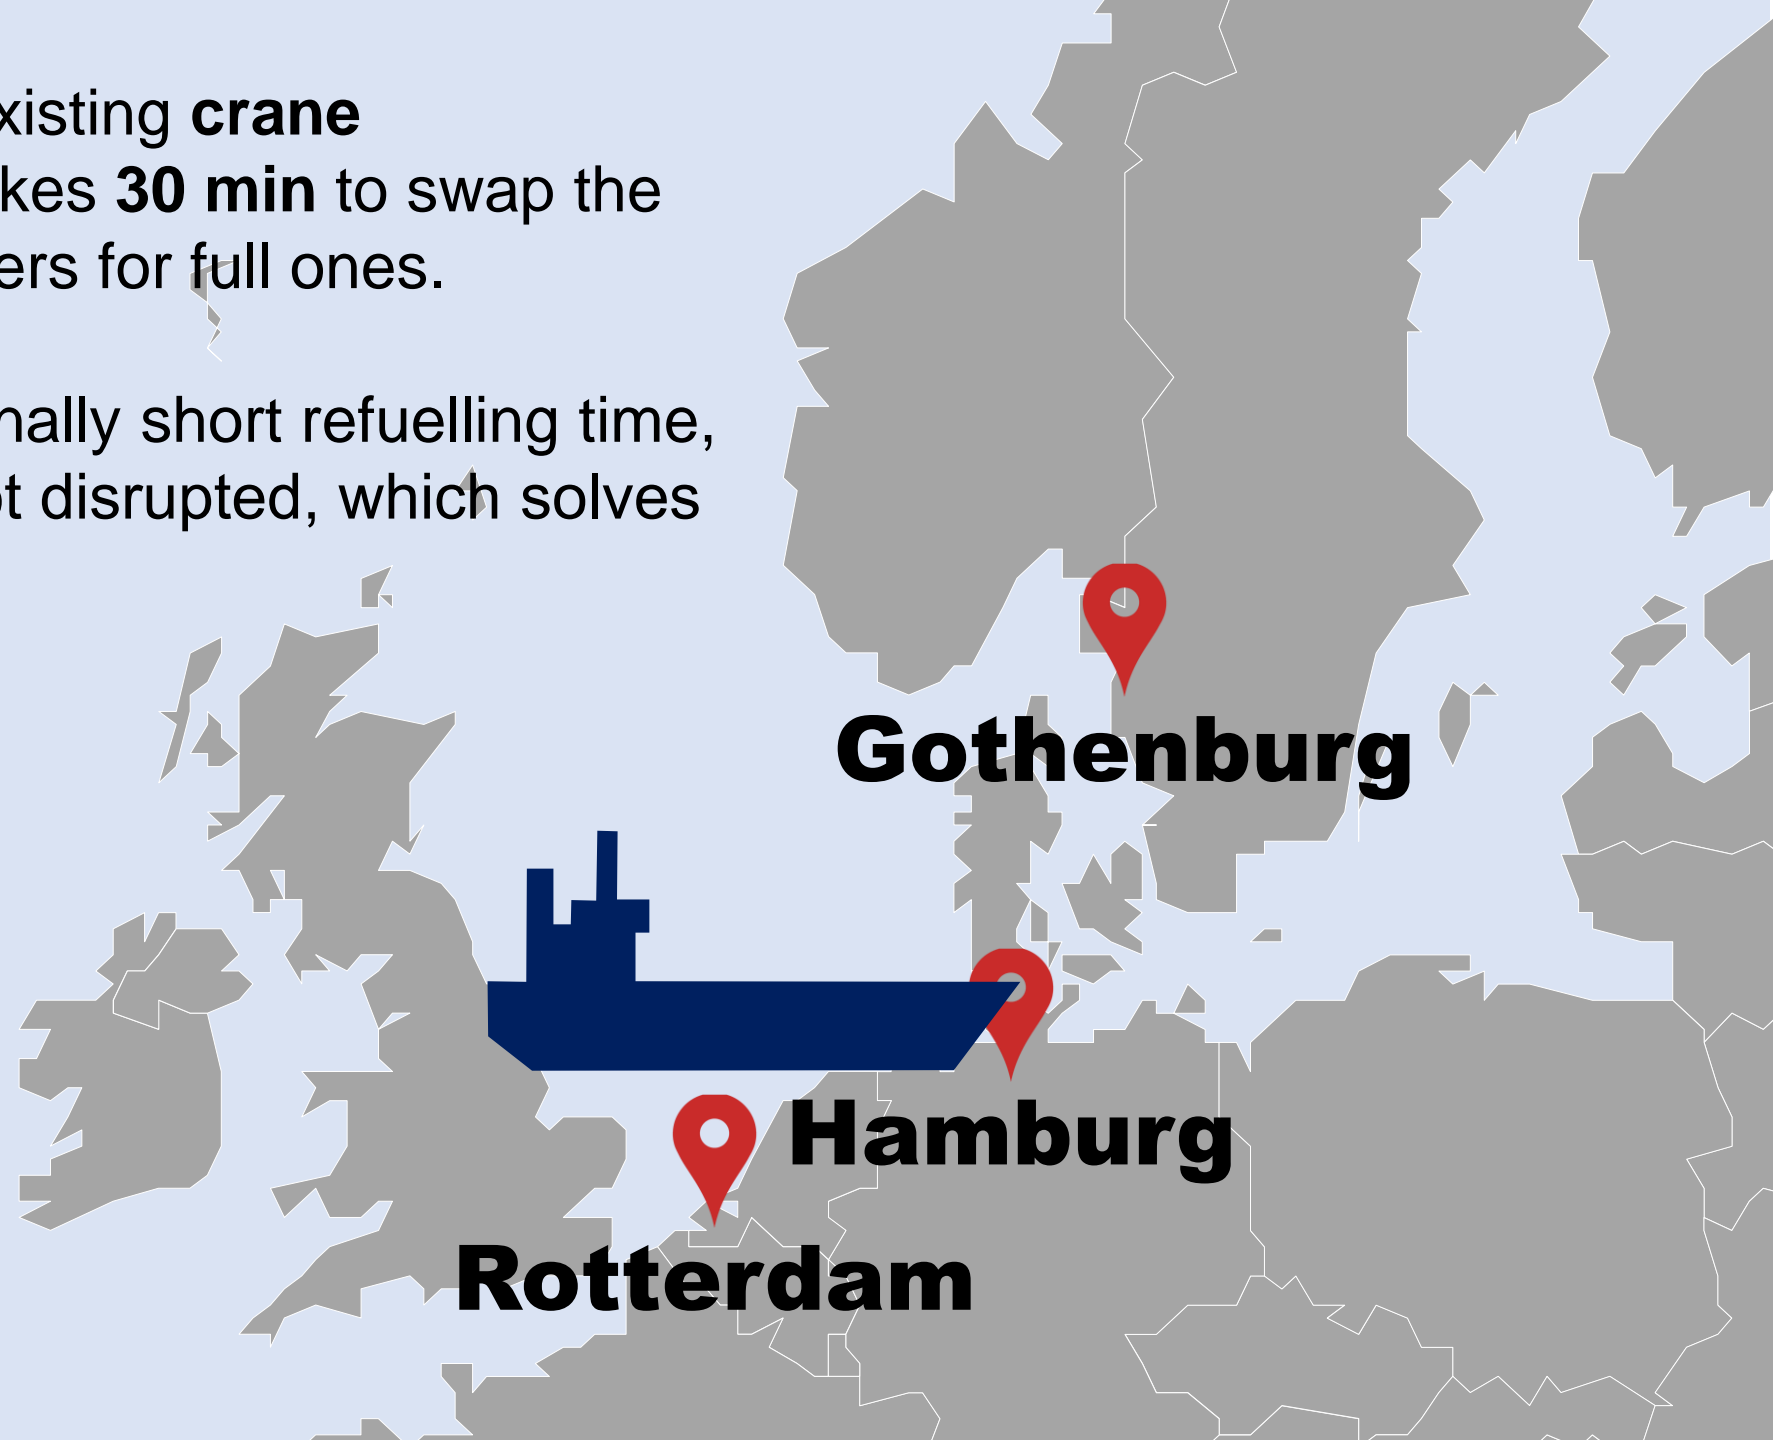 xisting crane
kes 30 min to swap the
ers for full ones.
nally short refuelling time,
t disrupted, which solves
Gothenburg
Hamburg
Rotterdam